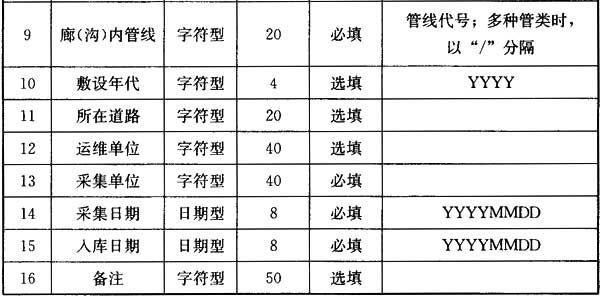 9 廊(沟)内管线 字符型 20 必填 管线代号；多种管类时，
以“/”分隔
10 敷设年代 字符型 4 选填 YYYY
11 所在道路 字符型 20 选填
12 运维单位 字符型 40 选填
13 采集单位 字符型 40 必填
14 采集日期 日期型 8 必填 YYYYMMDD
15 入库日期 日期型 8 必填 YYYYMMDD
16 备注 字符型 50 选填